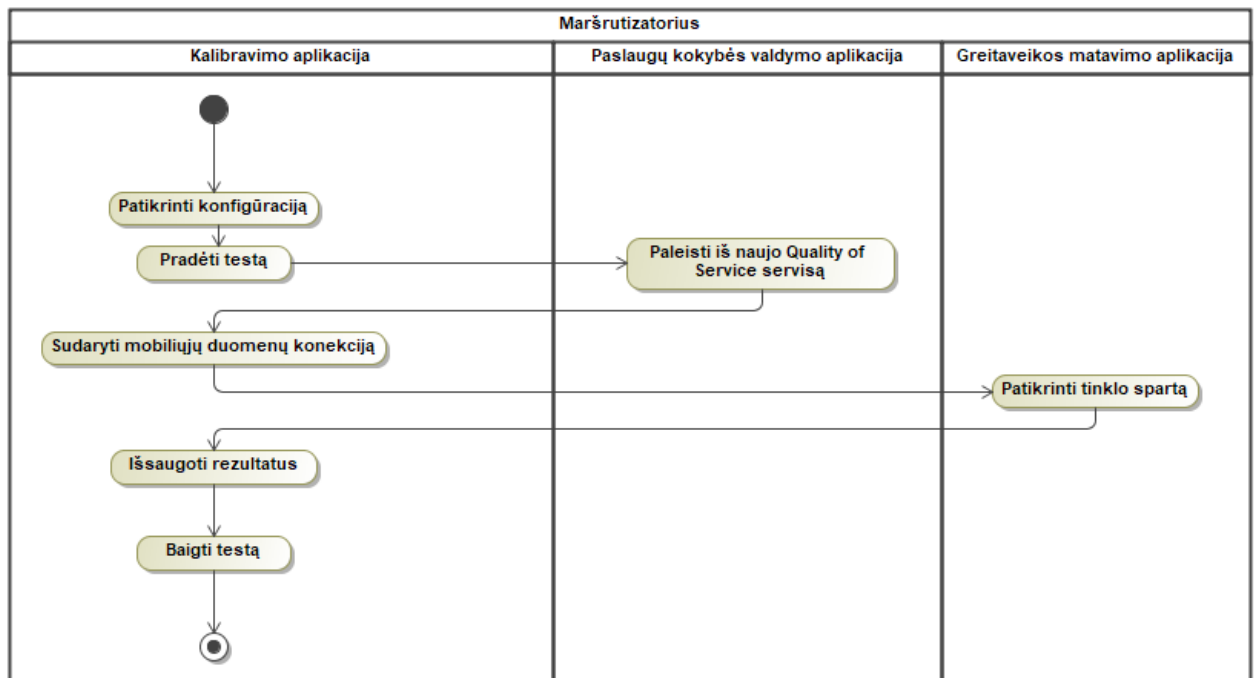 Maršrutizatorius
Kalibravimo aplikacija
Paslaugų kokybės valdymo aplikacija
Greitaveikos matavimo aplikacija
Patikrinti konfigūraciją
Pradėti testą
Paleisti iš naujo Quality of
Service servisą
Sudaryti mobiliųjų duomenų konekciją
Patikrinti tinklo spartą
Išsaugoti rezultatus
Baigti testą